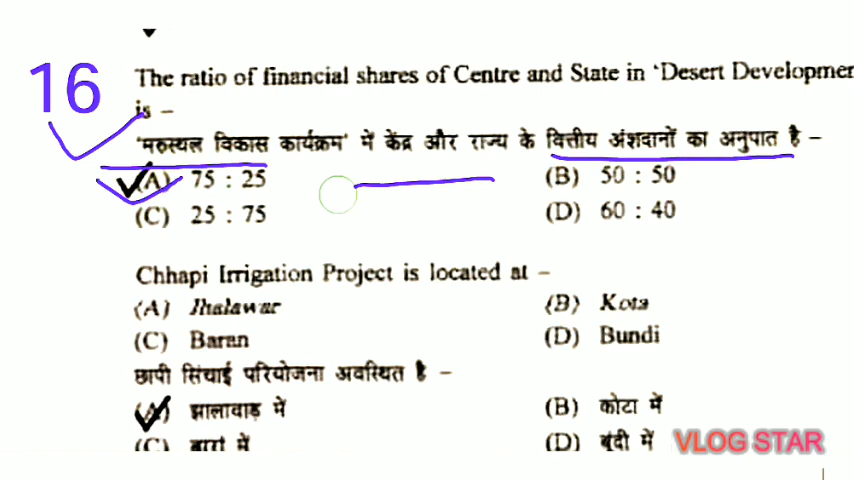 16
The ratio of financial shares of Centre and State in 'Desert Developmen
is –
'मरुस्थल विकास कार्यक्रम' में केंद्र और राज्य के वित्तीय अंशदानों का अनुपात है –
(A) 75 : 25 (B) 50 : 50
(C) 25 : 75 (D) 60 : 40
Chhapi Irrigation Project is located at –
(A) Jhalawar (B) Kota
(C) Baran (D) Bundi
छापी सिंचाई परियोजना अवस्थित है –
(A) झालावाड़ में (B) कोटा में
(C) बारां में (D) बूंदी में
VLOG STAR